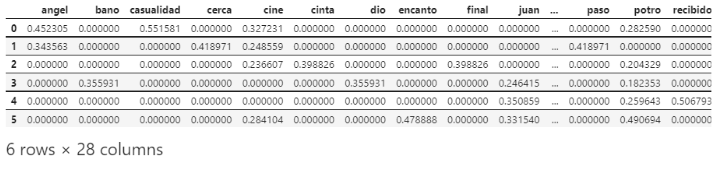 angel bano casualidad cerca cine cinta dio encanto final juan ... paso potro recibido
0 0.452305 0.000000 0.551581 0.000000 0.327231 0.000000 0.000000 0.000000 0.000000 0.000000 ... 0.000000 0.282590 0.000000
1 0.343563 0.000000 0.000000 0.418971 0.248559 0.000000 0.000000 0.000000 0.000000 0.000000 ... 0.418971 0.000000 0.000000
2 0.000000 0.000000 0.000000 0.000000 0.236607 0.398826 0.000000 0.000000 0.398826 0.000000 ... 0.000000 0.204329 0.000000
3 0.000000 0.355931 0.000000 0.000000 0.000000 0.000000 0.355931 0.000000 0.000000 0.246415 ... 0.000000 0.182353 0.000000
4 0.000000 0.000000 0.000000 0.000000 0.000000 0.000000 0.000000 0.000000 0.000000 0.350859 ... 0.000000 0.259643 0.506793
5 0.000000 0.000000 0.000000 0.000000 0.284104 0.000000 0.000000 0.478888 0.000000 0.331540 ... 0.000000 0.490694 0.000000
6 rows × 28 columns